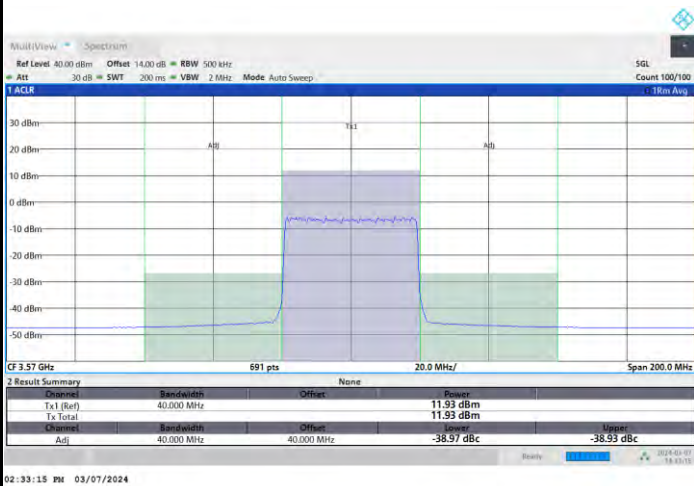 MultiView Spectrum
Ref Level 40.00 dBm Offset 14.00 dB RBW 500 kHz SGL
Att 30 dB SWT 200 ms VBW 2 MHz Mode Auto Sweep Count 100/100
1 ACLR 1Rm Avg
30 dBm
Tx1
20 dBm Adj Adj
10 dBm
0 dBm
-10 dBm
-20 dBm
-30 dBm
-40 dBm
-50 dBm
CF 3.57 GHz 691 pts 20.0 MHz/ Span 200.0 MHz
2 Result Summary None
Channel Bandwidth Offset Power
Tx1 (Ref) 40.000 MHz 11.93 dBm
Tx Total 11.93 dBm
Channel Bandwidth Offset Lower Upper
Adj 40.000 MHz 40.000 MHz -38.97 dBc -38.93 dBc
Ready 2024-03-07
14:33:15
02:33:15 PM 03/07/2024